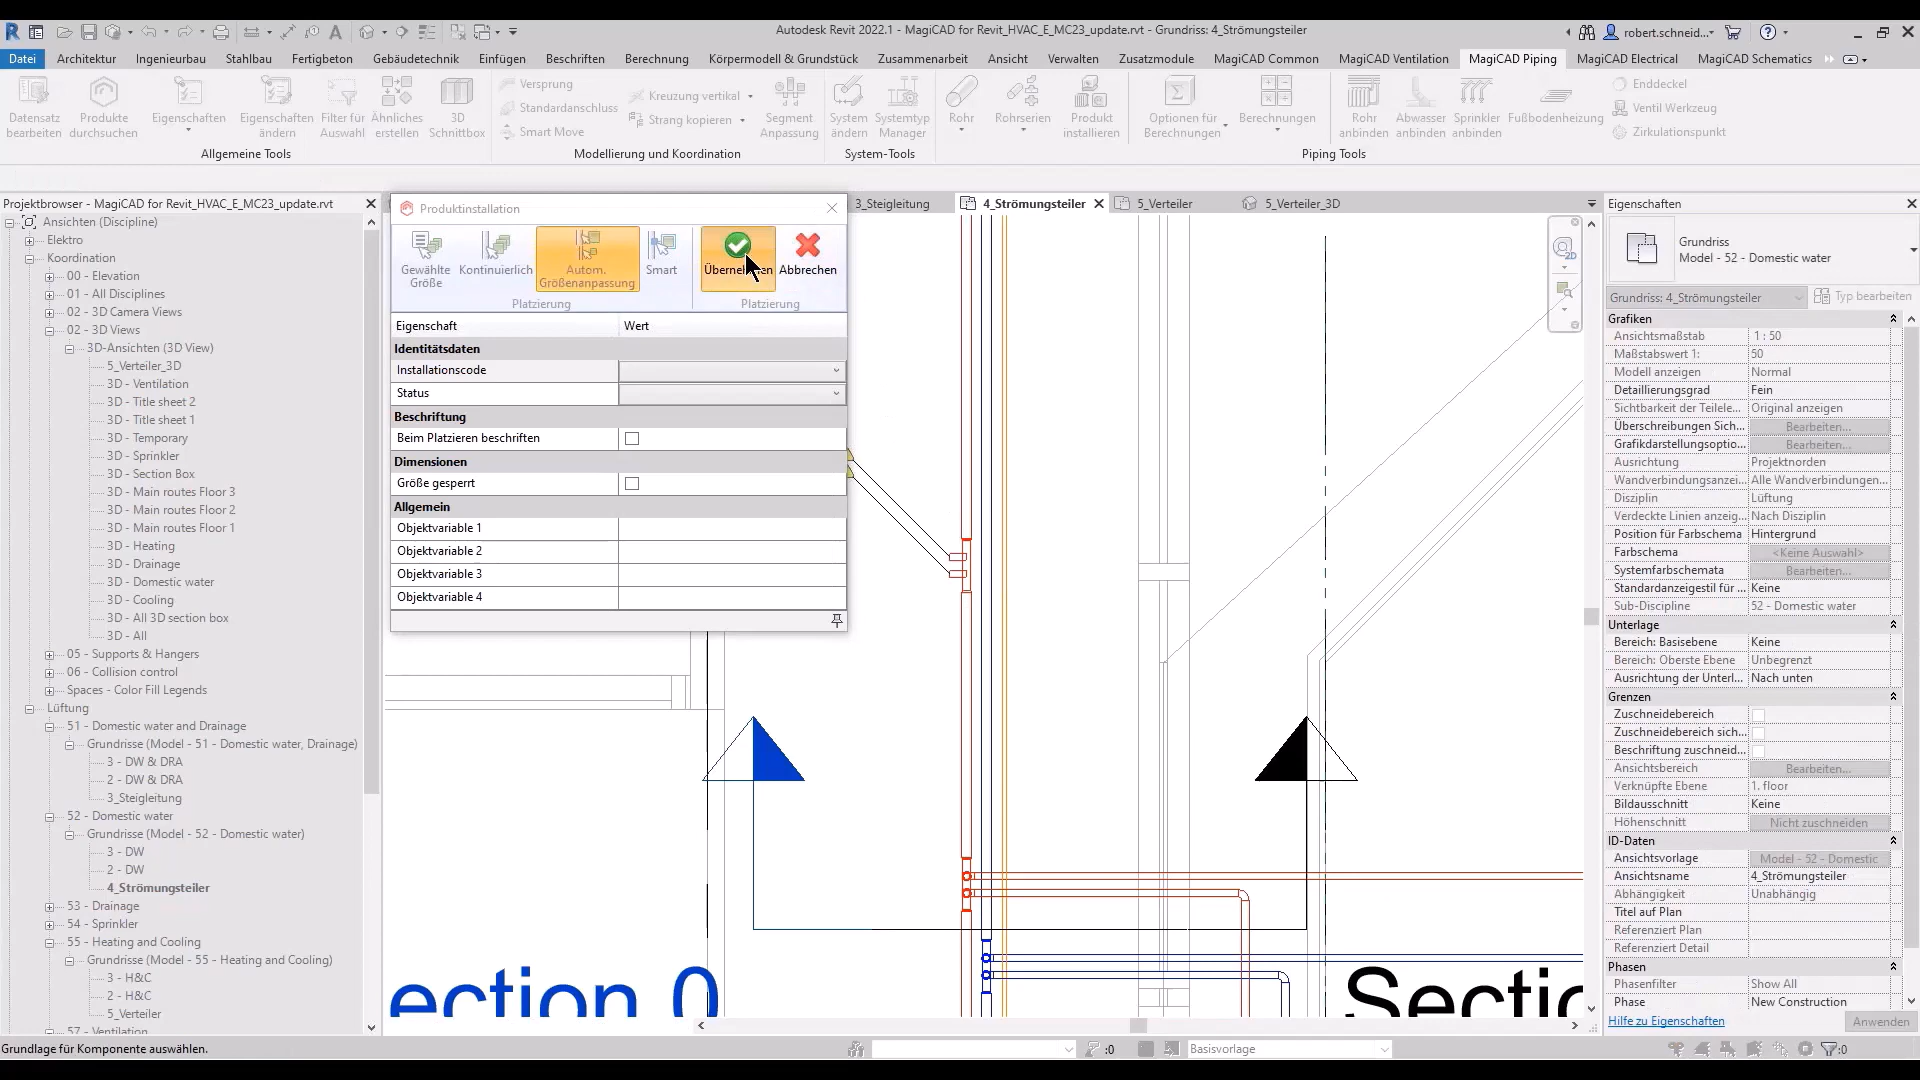 Autodesk Revit 2022.1 - MagiCAD for Revit_HVAC_E_MC23_update.rvt - Grundriss: 4_Strömungsteiler
robert.schneid...
Datei Architektur Ingenieurbau Stahlbau Fertigbeton Gebäudetechnik Einfügen Beschriften Berechnung Körpermodell & Grundstück Zusammenarbeit Ansicht Verwalten Zusatzmodule MagiCAD Common MagiCAD Ventilation MagiCAD Piping MagiCAD Electrical MagiCAD Schematics
Datensatz bearbeiten
Produkte durchsuchen
Eigenschaften
Eigenschaften ändern
Filter für Auswahl
Ähnliches erstellen
3D Schnittbox
Versprung
Standardanschluss
Smart Move
Kreuzung vertikal
Strang kopieren
Segment Anpassung
System ändern
Systemtyp Manager
Rohr
Rohrserien
Produkt installieren
Optionen für Berechnungen
Berechnungen
Rohr anbinden
Abwasser anbinden
Sprinkler anbinden
Fußbodenheizung
Enddeckel
Ventil Werkzeug
Zirkulationspunkt
Allgemeine Tools
Modellierung und Koordination
System-Tools
Piping Tools
Projektbrowser - MagiCAD for Revit_HVAC_E_MC23_update.rvt
Ansichten (Discipline)
Elektro
Koordination
00 - Elevation
01 - All Disciplines
02 - 3D Camera Views
02 - 3D Views
3D-Ansichten (3D View)
5_Verteiler_3D
3D - Ventilation
3D - Title sheet 2
3D - Title sheet 1
3D - Temporary
3D - Sprinkler
3D - Section Box
3D - Main routes Floor 3
3D - Main routes Floor 2
3D - Main routes Floor 1
3D - Heating
3D - Drainage
3D - Domestic water
3D - Cooling
3D - All 3D section box
3D - All
05 - Supports & Hangers
06 - Collision control
Spaces - Color Fill Legends
Lüftung
51 - Domestic water and Drainage
Grundrisse (Model - 51 - Domestic water, Drainage)
3 - DW & DRA
2 - DW & DRA
3_Steigleitung
52 - Domestic water
Grundrisse (Model - 52 - Domestic water)
3 - DW
2 - DW
4_Strömungsteiler
53 - Drainage
54 - Sprinkler
55 - Heating and Cooling
Grundrisse (Model - 55 - Heating and Cooling)
3 - H&C
2 - H&C
5_Verteiler
57 - Ventilation
Grundlage für Komponente auswählen.
Produktinstallation
Gewählte Größe
Kontinuierlich
Autom. Größenanpassung
Smart
Abbrechen
Platzierung
Platzierung
Eigenschaft Wert
Identitätsdaten
Installationscode
Status
Beschriftung
Beim Platzieren beschriften
Dimensionen
Größe gesperrt
Allgemein
Objektvariable 1
Objektvariable 2
Objektvariable 3
Objektvariable 4
3_Steigleitung 4_Strömungsteiler 5_Verteiler 5_Verteiler_3D
2D
ection 0
Sectio
:0
Basisvorlage
:0
Eigenschaften
Grundriss
Model - 52 - Domestic water
Grundriss: 4_Strömungsteiler Typ bearbeiten
Grafiken
Ansichtsmaßstab 1 : 50
Maßstabswert 1: 50
Modell anzeigen Normal
Detaillierungsgrad Fein
Sichtbarkeit der Teilele... Original anzeigen
Überschreibungen Sich... Bearbeiten...
Grafikdarstellungsoptio... Bearbeiten...
Ausrichtung Projektnorden
Wandverbindungsanzei... Alle Wandverbindungen...
Disziplin Lüftung
Verdeckte Linien anzeig... Nach Disziplin
Position für Farbschema Hintergrund
Farbschema <Keine Auswahl>
Systemfarbschemata Bearbeiten...
Standardanzeigestil für ... Keine
Sub-Discipline 52 - Domestic water
Unterlage
Bereich: Basisebene Keine
Bereich: Oberste Ebene Unbegrenzt
Ausrichtung der Unterl... Nach unten
Grenzen
Zuschneidebereich
Zuschneidebereich sich...
Beschriftung zuschneid...
Ansichtsbereich Bearbeiten...
Verknüpfte Ebene 1. floor
Bildausschnitt Keine
Höhenschnitt Nicht zuschneiden
ID-Daten
Ansichtsvorlage Model - 52 - Domestic
Ansichtsname 4_Strömungsteiler
Abhängigkeit Unabhängig
Titel auf Plan
Referenziert Plan
Referenziert Detail
Phasen
Phasenfilter Show All
Phase New Construction
Hilfe zu Eigenschaften Anwenden